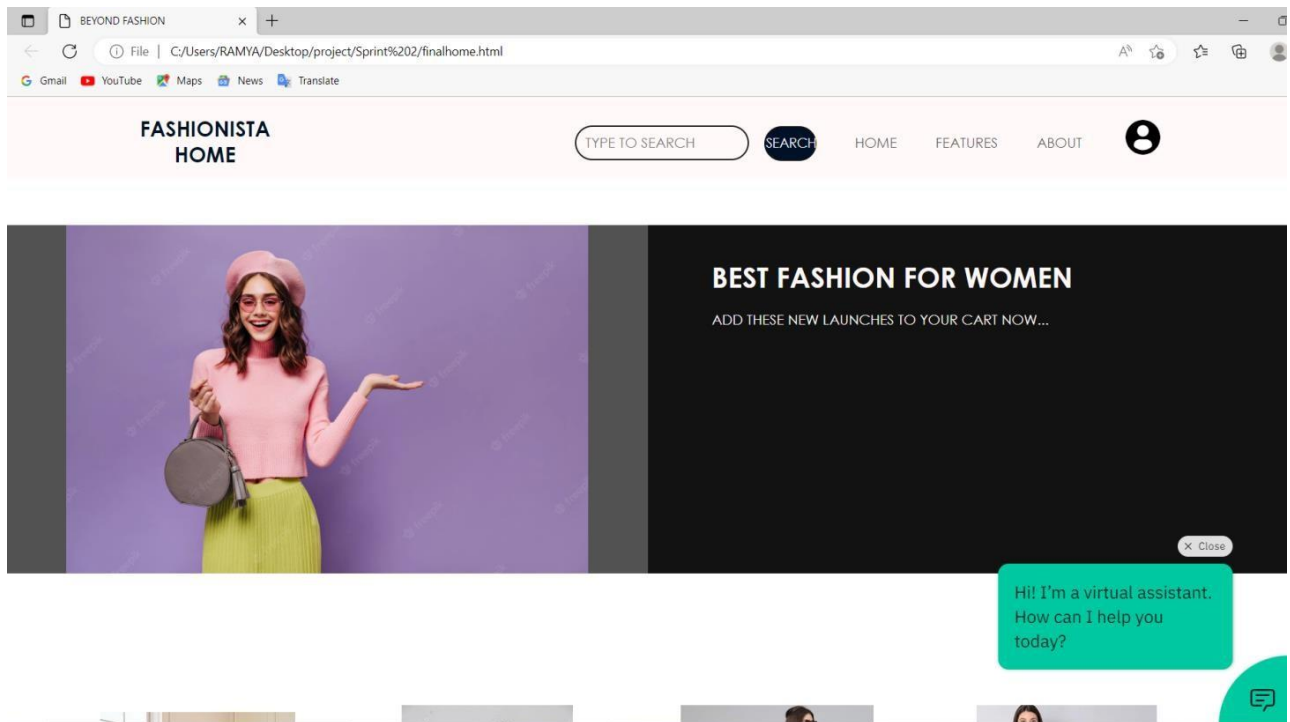 BEYOND FASHION
File | C:/Users/RAMYA/Desktop/project/Sprint%202/finalhome.html
Gmail YouTube Maps News Translate
FASHIONISTA
HOME
TYPE TO SEARCH SEARCH HOME FEATURES ABOUT
BEST FASHION FOR WOMEN
ADD THESE NEW LAUNCHES TO YOUR CART NOW...
× Close
Hi! I'm a virtual assistant.
How can I help you
today?